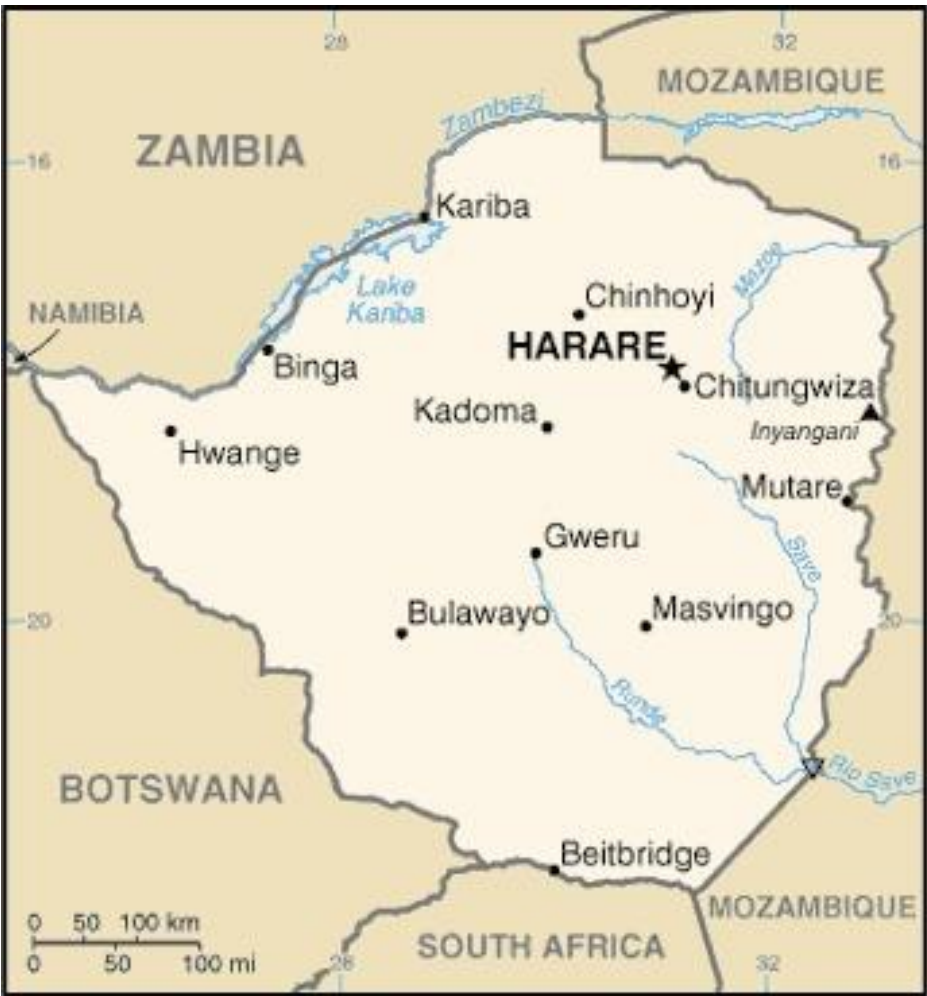 28
32
MOZAMBIQUE
Zambezi
ZAMBIA
16
16
Kariba
Mazoe
Lake
Kariba
Chinhoyi
NAMIBIA
HARARE
Binga
Chitungwiza
Kadoma
Inyangani
Hwange
Mutare
Gweru
Save
Bulawayo
Masvingo
20
20
Runde
BOTSWANA
Rio Save
Beitbridge
MOZAMBIQUE
0 50 100 km
SOUTH AFRICA
0 50 100 mi
28
32